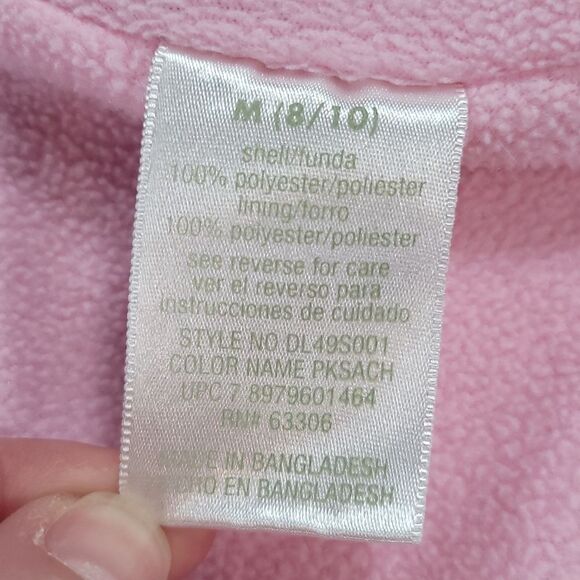 M (8/10)
shell/funda
100% polyester/poliester
lining/forro
100% polyester/poliester
see reverse for care
ver el reverso para
instrucciones de cuidado
STYLE NO DL49S001
COLOR NAME PKSACH
UPC 7 8979601464
RN# 63306
MADE IN BANGLADESH
EN BANGLADESH